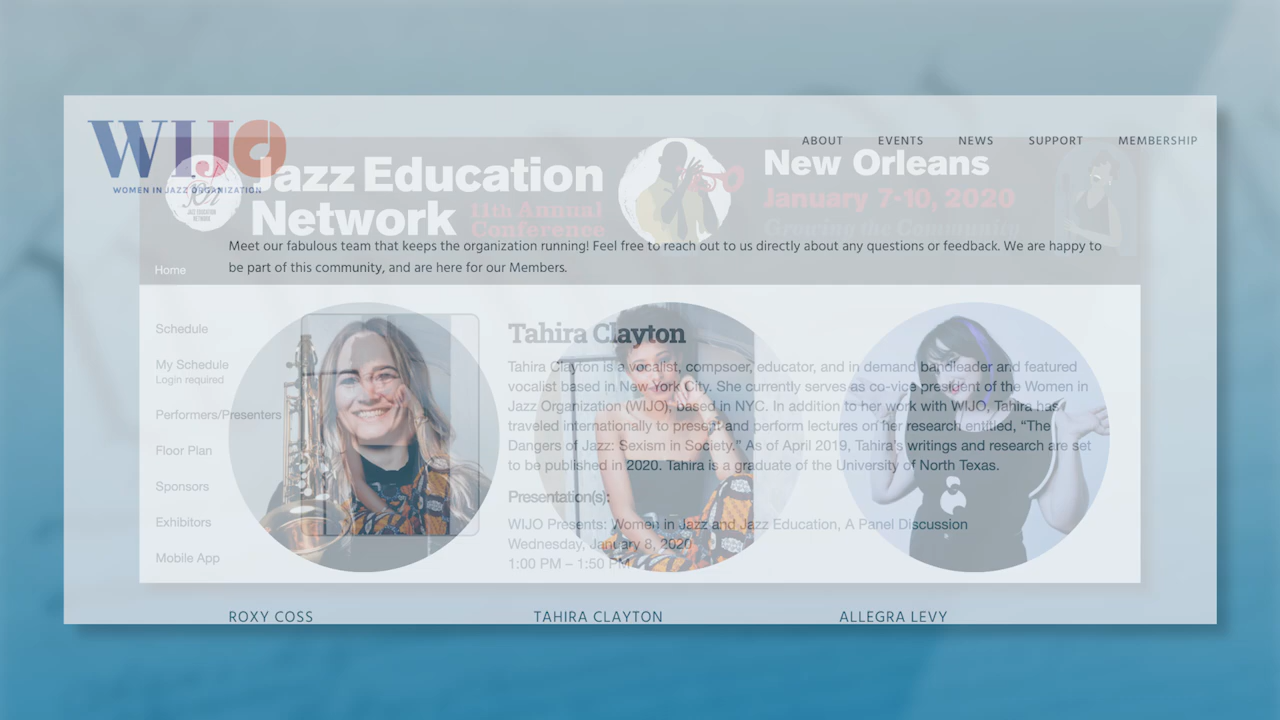 WIJO
WOMEN IN JAZZ ORGANIZATION
ABOUT EVENTS NEWS SUPPORT MEMBERSHIP
Jazz Education
Network
11th Annual
Conference
JAZZ EDUCATION
NETWORK
New Orleans
January 7-10, 2020
Growing the Community
Meet our fabulous team that keeps the organization running! Feel free to reach out to us directly about any questions or feedback. We are happy to
be part of this community, and are here for our Members.
Home
Schedule
My Schedule
Login required
Performers/Presenters
Floor Plan
Sponsors
Exhibitors
Mobile App
Tahira Clayton
Tahira Clayton is a vocalist, compsoer, educator, and in demand bandleader and featured
vocalist based in New York City. She currently serves as co-vice president of the Women in
Jazz Organization (WIJO), based in NYC. In addition to her work with WIJO, Tahira has
traveled internationally to present and perform lectures on her research entitled, “The
Dangers of Jazz: Sexism in Society.” As of April 2019, Tahira’s writings and research are set
to be published in 2020. Tahira is a graduate of the University of North Texas.
Presentation(s):
WIJO Presents: Women in Jazz and Jazz Education, A Panel Discussion
Wednesday, January 8, 2020
1:00 PM – 1:50 PM
ROXY COSS
TAHIRA CLAYTON
ALLEGRA LEVY